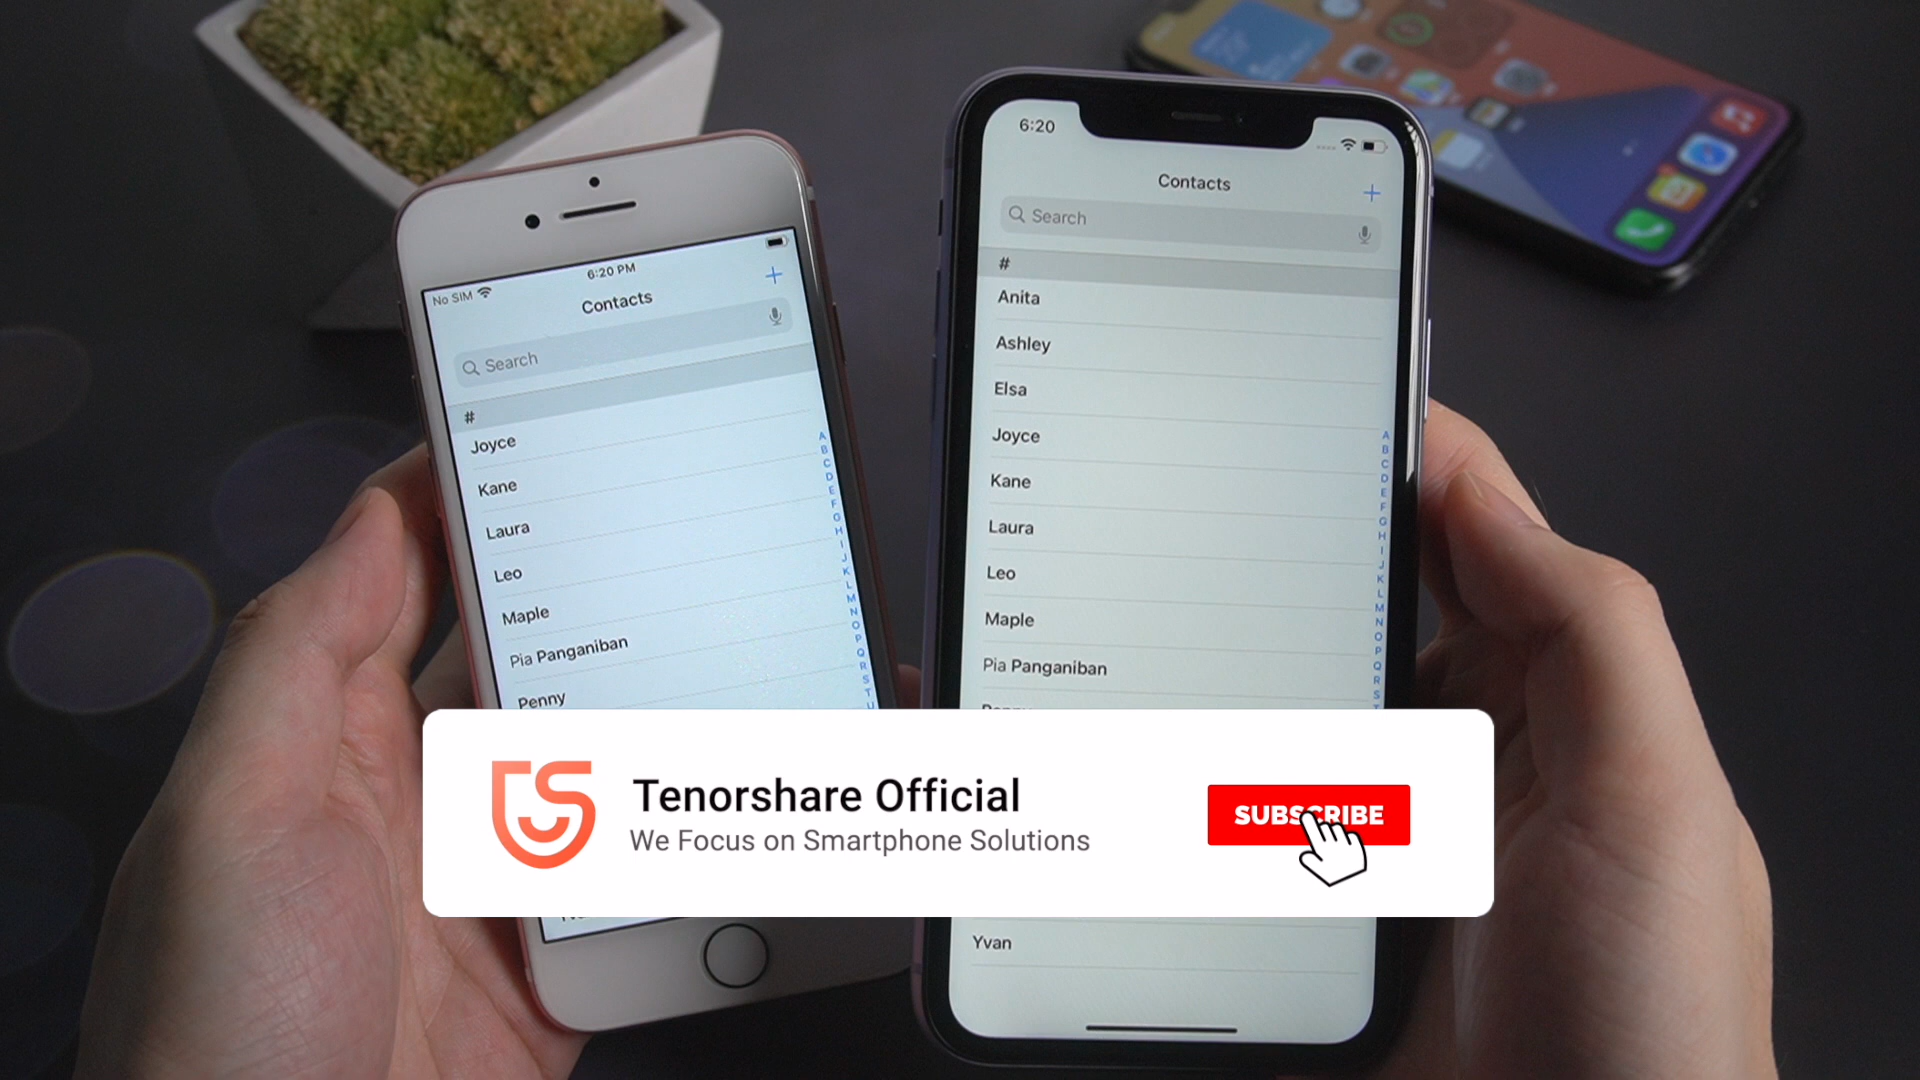 No SIM
6:20 PM
Contacts
+
Search
#
Joyce
Kane
Laura
Leo
Maple
Pia Panganiban
Penny
A
B
C
D
E
F
G
H
I
J
K
L
M
N
O
P
Q
R
S
T
U
6:20
Contacts
+
Search
#
Anita
Ashley
Elsa
Joyce
Kane
Laura
Leo
Maple
Pia Panganiban
Yvan
A
B
C
D
E
F
G
H
I
J
K
L
M
N
O
P
Q
R
S
Tenorshare Official
We Focus on Smartphone Solutions
SUBSCRIBE